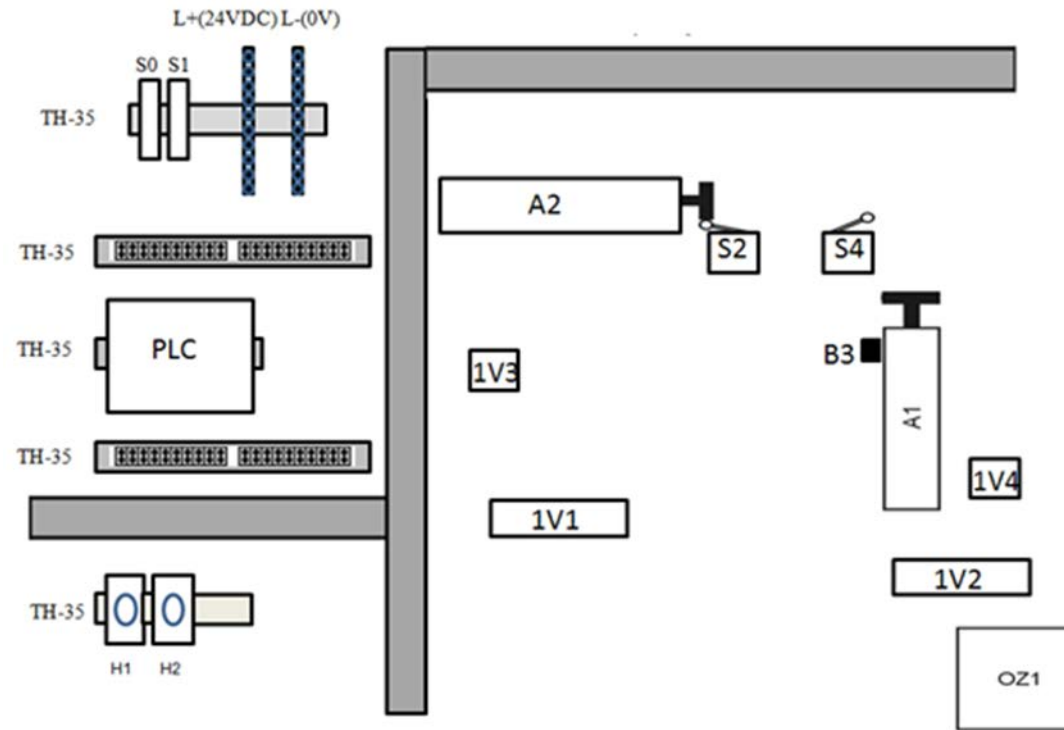 L+(24VDC) L-(0V)
S0 S1
TH-35
A2
TH-35
S2
S4
TH-35
PLC
1V3
B3
A1
TH-35
1V4
1V1
1V2
TH-35
H1
H2
OZ1